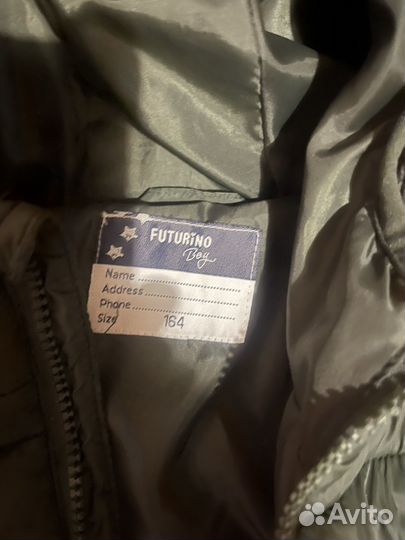 FUTURiNO
Boy
Name
Address
Phone
Size 164
Avito